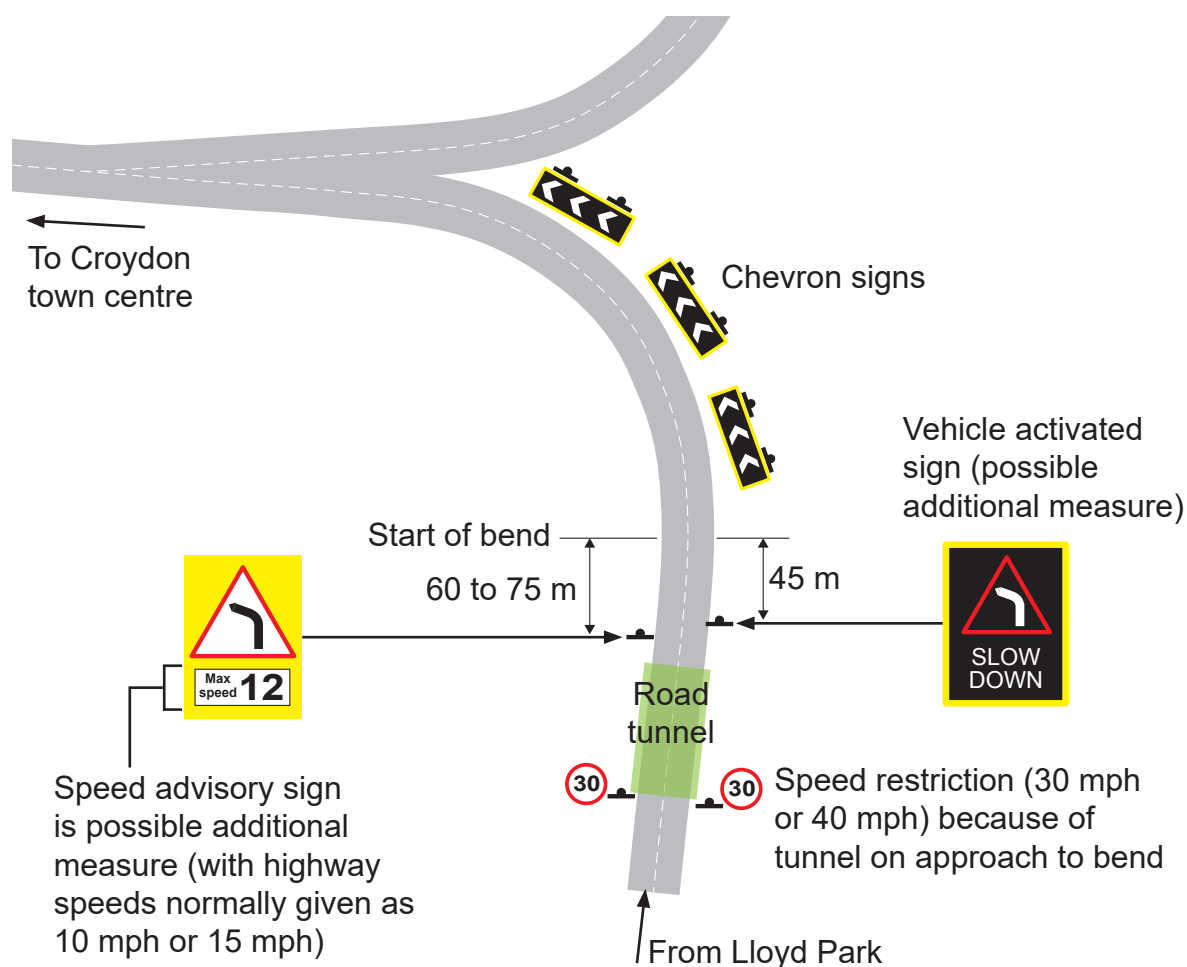 To Croydon
town centre
Chevron signs
Vehicle activated
sign (possible
additional measure)
Start of bend
60 to 75 m
45 m
Max
speed 12
SLOW
DOWN
Road
tunnel
30
30
Speed restriction (30 mph
or 40 mph) because of
tunnel on approach to bend
Speed advisory sign
is possible additional
measure (with highway
speeds normally given as
10 mph or 15 mph)
From Lloyd Park